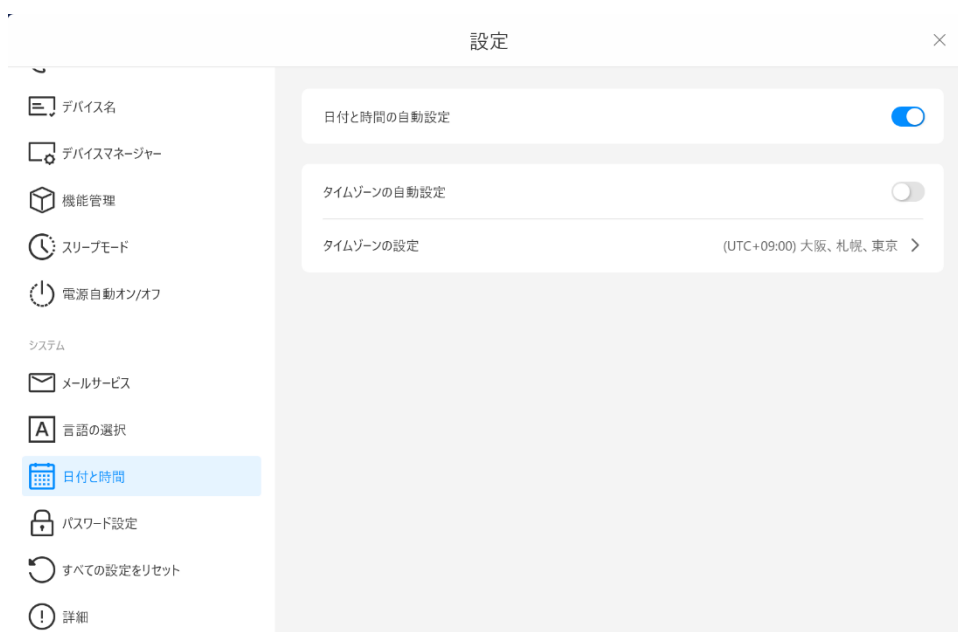 設定
デバイス名
デバイスマネージャー
機能管理
スリープモード
電源自動オン/オフ
システム
メールサービス
言語の選択
日付と時間
パスワード設定
すべての設定をリセット
詳細
日付と時間の自動設定
タイムゾーンの自動設定
タイムゾーンの設定 (UTC+09:00) 大阪、札幌、東京